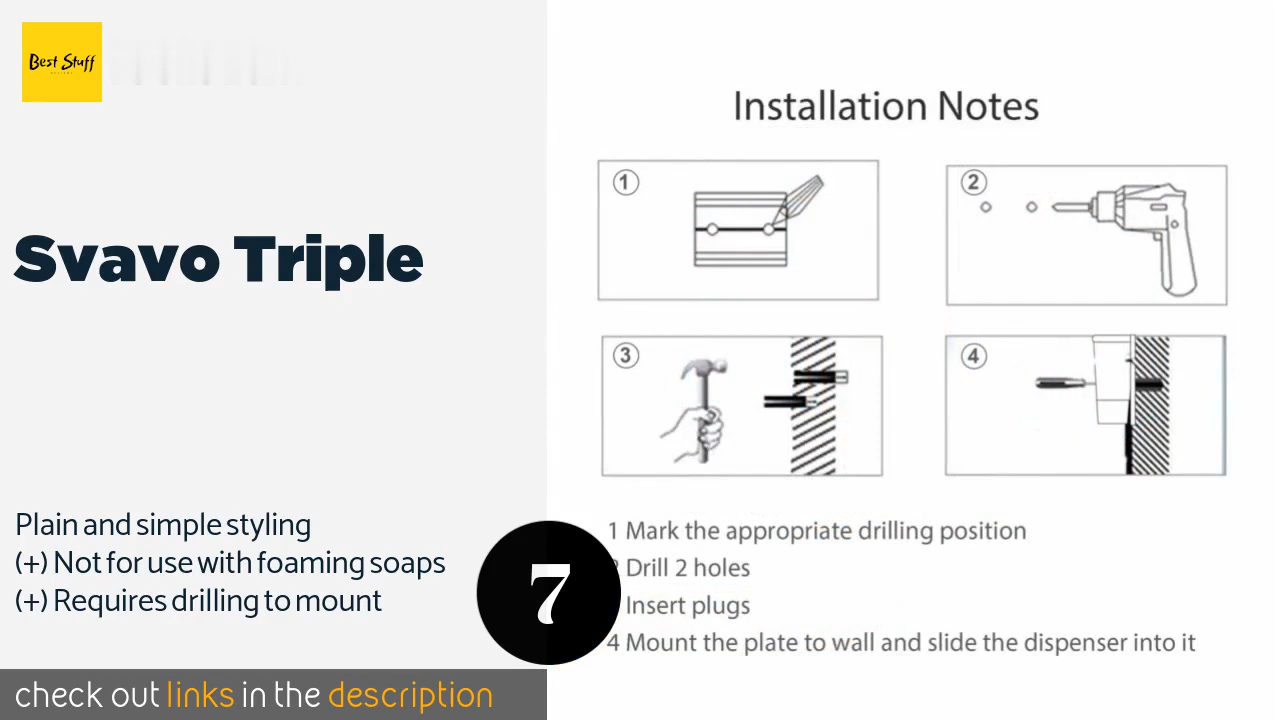 Best Stuff
Svavo Triple
Plain and simple styling
(+) Not for use with foaming soaps
(+) Requires drilling to mount
check out links in the description
7
Installation Notes
1
2
3
4
1 Mark the appropriate drilling position
Drill 2 holes
Insert plugs
4 Mount the plate to wall and slide the dispenser into it